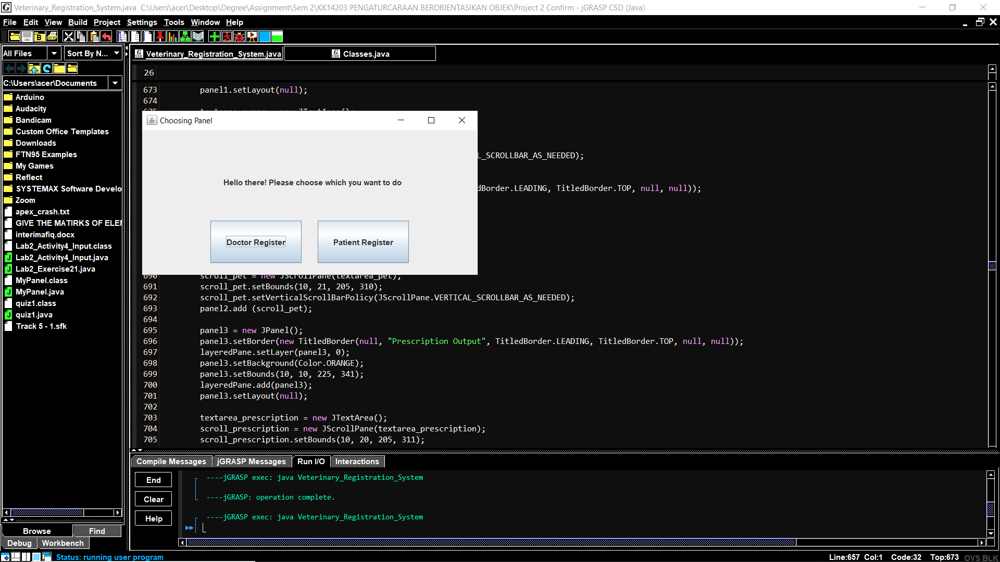 Veterinary_Registration_System.java  C:\Users\acer\Desktop\Degree\Assignment\Sem 2\KK14203 PENGATURCARAAN BERORIENTASIKAN OBJEK\Project 2 Confirm - jGRASP CSD (Java)
File Edit View Build Project Settings Tools Window Help
All Files Sort By N...
Veterinary_Registration_System.java Classes.java
C:\Users\acer\Documents
Arduino
Audacity
Bandicam
Custom Office Templates
Downloads
FTN95 Examples
My Games
Reflect
SYSTEMAX Software Develo
Zoom
apex_crash.txt
GIVE THE MATIRKS OF ELE
interimafiq.docx
Lab2_Activity4_Input.class
Lab2_Activity4_Input.java
Lab2_Exercise21.java
MyPanel.class
MyPanel.java
quiz1.class
quiz1.java
Track 5 - 1.sfk
Browse Find
Debug Workbench
26
673 panel1.setLayout(null);
674
L_SCROLLBAR_AS_NEEDED);
dBorder.LEADING, TitledBorder.TOP, null, null));
Choosing Panel
Hello there! Please choose which you want to do
Doctor Register Patient Register
690 scroll_pet = new JScrollPane(textarea_pet);
691 scroll_pet.setBounds(10, 21, 205, 310);
692 scroll_pet.setVerticalScrollBarPolicy(JScrollPane.VERTICAL_SCROLLBAR_AS_NEEDED);
693 panel2.add (scroll_pet);
694
695 panel3 = new JPanel();
696 panel3.setBorder(new TitledBorder(null, "Prescription Output", TitledBorder.LEADING, TitledBorder.TOP, null, null));
697 layeredPane.setLayer(panel3, 0);
698 panel3.setBackground(Color.ORANGE);
699 panel3.setBounds(10, 10, 225, 341);
700 layeredPane.add(panel3);
701 panel3.setLayout(null);
702
703 textarea_prescription = new JTextArea();
704 scroll_prescription = new JScrollPane(textarea_prescription);
705 scroll_prescription.setBounds(10, 20, 205, 311);
Compile Messages jGRASP Messages Run I/O Interactions
End
Clear
Help
----jGRASP exec: java Veterinary_Registration_System
----jGRASP: operation complete.
----jGRASP exec: java Veterinary_Registration_System
Status: running user program
Line:657 Col:1 Code:32 Top:673 OVS BLK